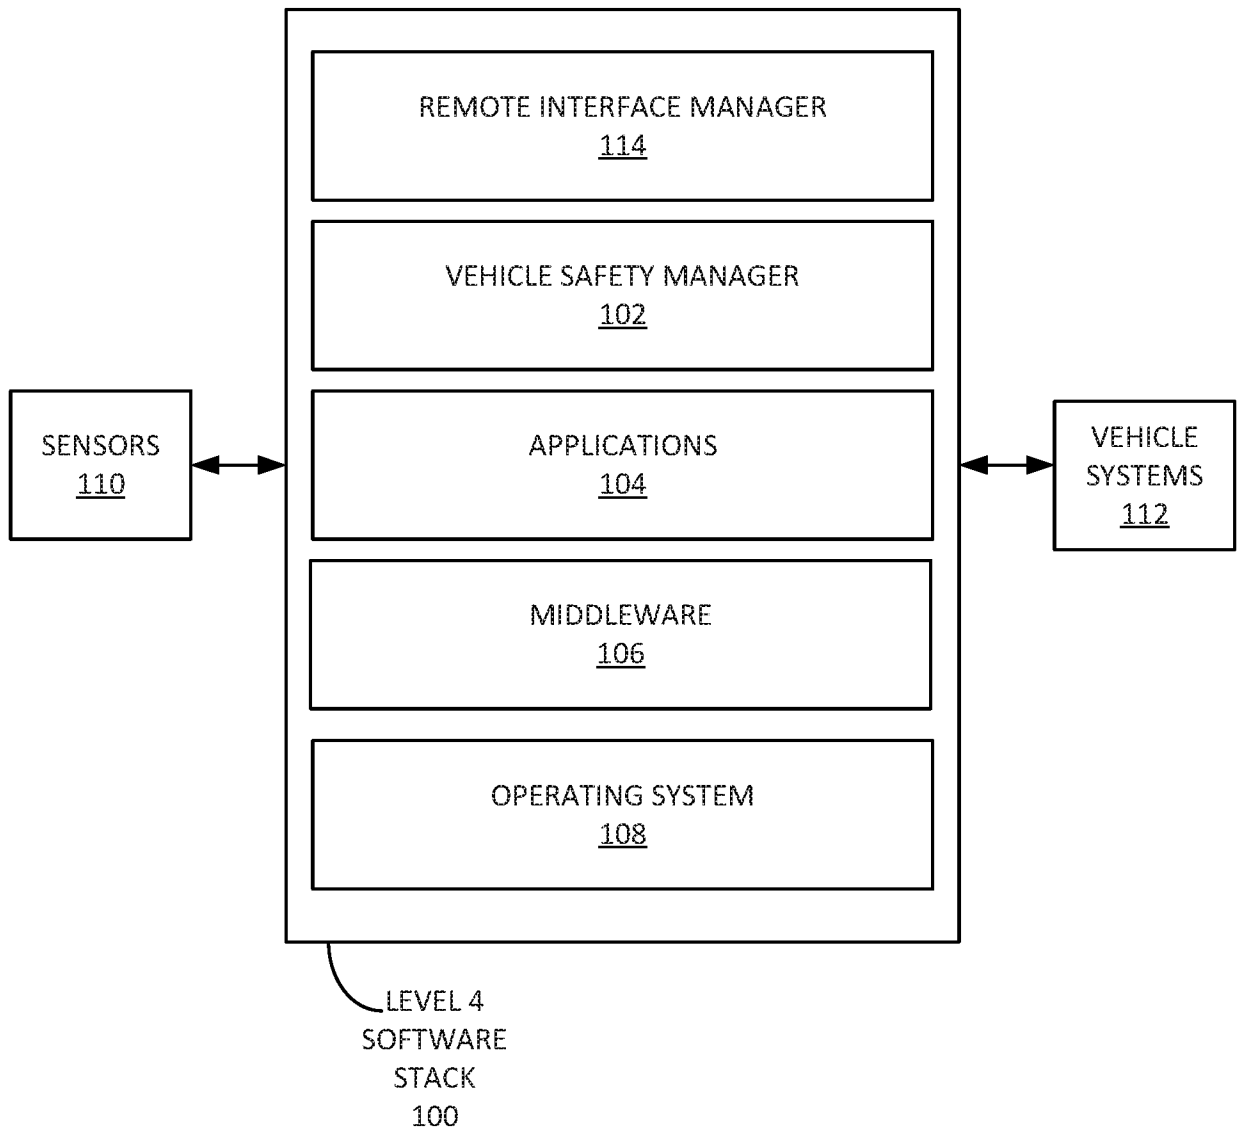 REMOTE INTERFACE MANAGER
114
VEHICLE SAFETY MANAGER
102
SENSORS
110
APPLICATIONS
104
VEHICLE
SYSTEMS
112
MIDDLEWARE
106
OPERATING SYSTEM
108
LEVEL 4
SOFTWARE
STACK
100